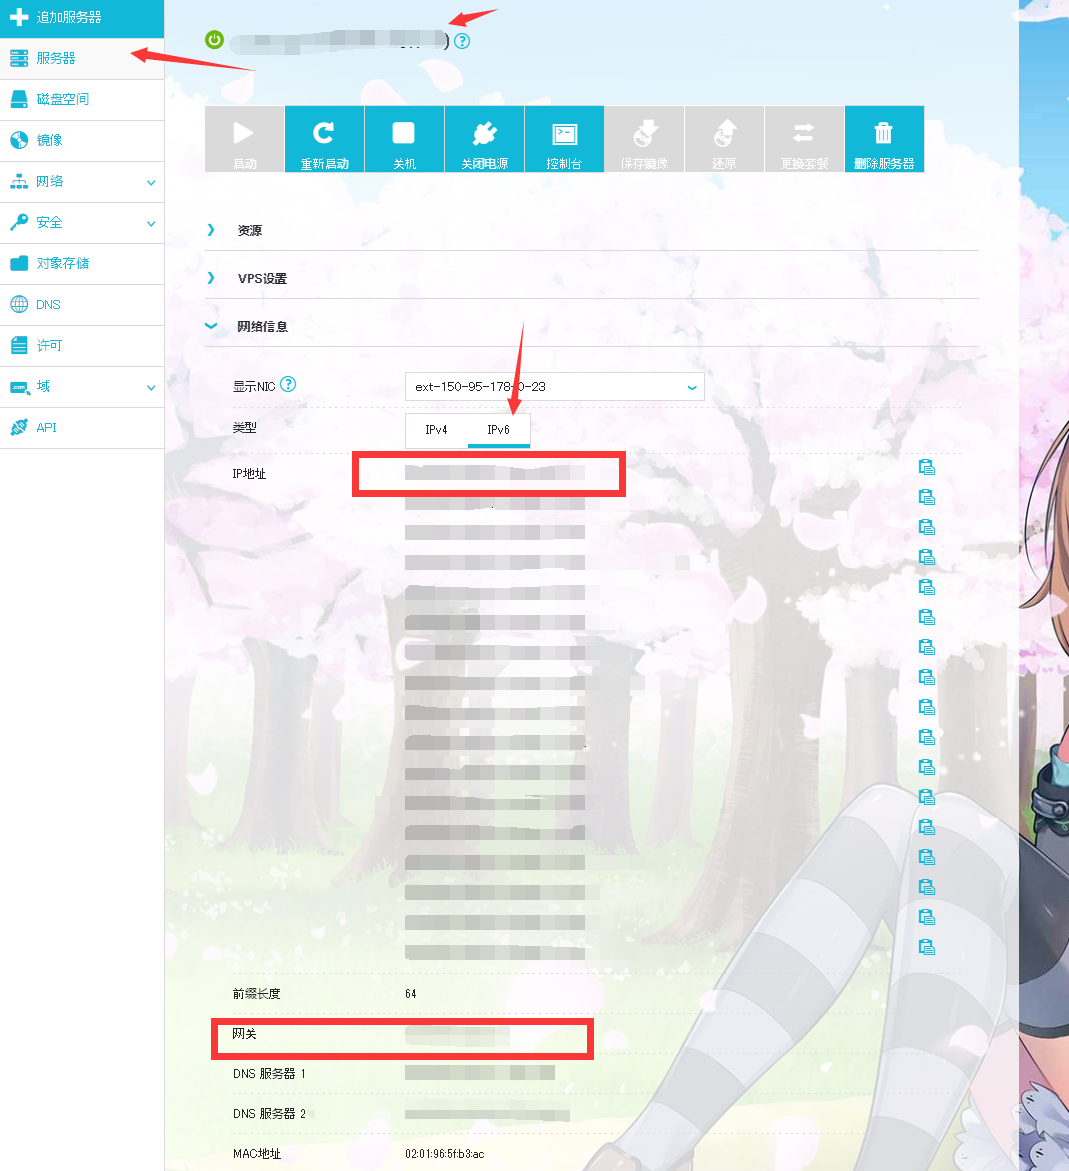 追加服务器
服务器
磁盘空间
镜像
网络
安全
对象存储
DNS
许可
域
API
)
启动
重新启动
关机
关闭电源
控制台
保存镜像
还原
更换套餐
删除服务器
资源
VPS设置
网络信息
显示NIC
ext-150-95-178-0-23
类型
IPv4
IPv6
IP地址
前缀长度
64
网关
DNS 服务器 1
DNS 服务器 2
MAC地址
02:01:96:5f:b3:ac